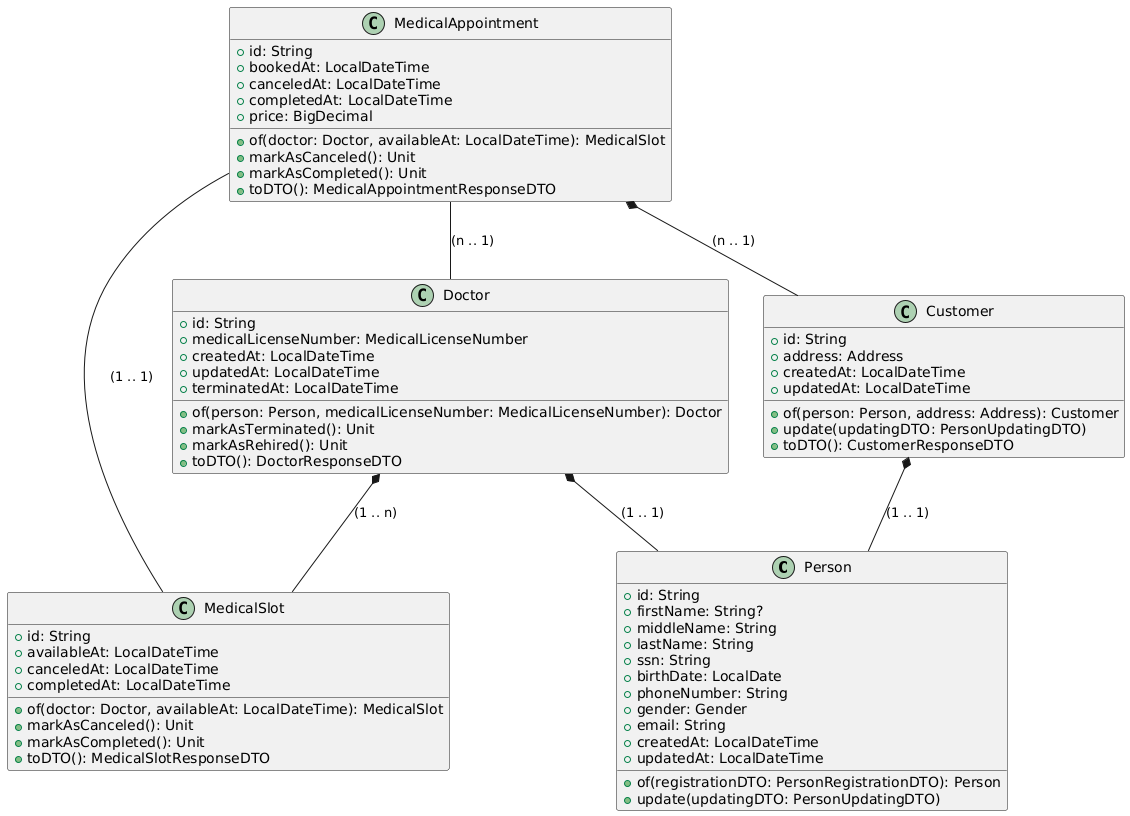 MedicalAppointment
id: String
bookedAt: LocalDateTime
canceledAt: LocalDateTime
completedAt: LocalDateTime
price: BigDecimal
of(doctor: Doctor, availableAt: LocalDateTime): MedicalSlot
markAsCanceled(): Unit
markAsCompleted(): Unit
toDTO(): MedicalAppointmentResponseDTO
(n .. 1)
(n .. 1)
Doctor
id: String
medicalLicenseNumber: MedicalLicenseNumber
createdAt: LocalDateTime
updatedAt: LocalDateTime
terminatedAt: LocalDateTime
of(person: Person, medicalLicenseNumber: MedicalLicenseNumber): Doctor
markAsTerminated(): Unit
markAsRehired(): Unit
toDTO(): DoctorResponseDTO
Customer
id: String
address: Address
createdAt: LocalDateTime
updatedAt: LocalDateTime
of(person: Person, address: Address): Customer
update(updatingDTO: PersonUpdatingDTO)
toDTO(): CustomerResponseDTO
(1 .. 1)
(1 .. n)
(1 .. 1)
(1 .. 1)
MedicalSlot
id: String
availableAt: LocalDateTime
canceledAt: LocalDateTime
completedAt: LocalDateTime
of(doctor: Doctor, availableAt: LocalDateTime): MedicalSlot
markAsCanceled(): Unit
markAsCompleted(): Unit
toDTO(): MedicalSlotResponseDTO
Person
id: String
firstName: String?
middleName: String
lastName: String
ssn: String
birthDate: LocalDate
phoneNumber: String
gender: Gender
email: String
createdAt: LocalDateTime
updatedAt: LocalDateTime
of(registrationDTO: PersonRegistrationDTO): Person
update(updatingDTO: PersonUpdatingDTO)